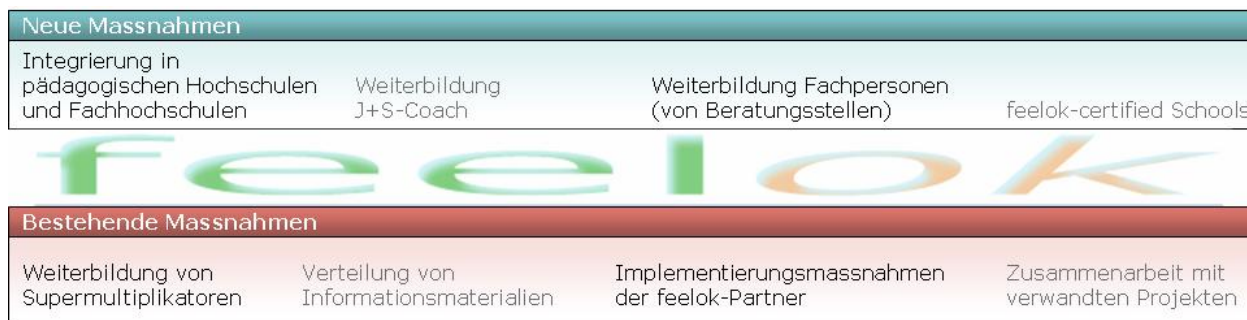 Neue Massnahmen
Integrierung in
pädagogischen Hochschulen
und Fachhochschulen
Weiterbildung
J+S-Coach
Weiterbildung Fachpersonen
(von Beratungsstellen)
feelok-certified Schools
feelok
Bestehende Massnahmen
Weiterbildung von
Supermultiplikatoren
Verteilung von
Informationsmaterialien
Implementierungsmassnahmen
der feelok-Partner
Zusammenarbeit mit
verwandten Projekten